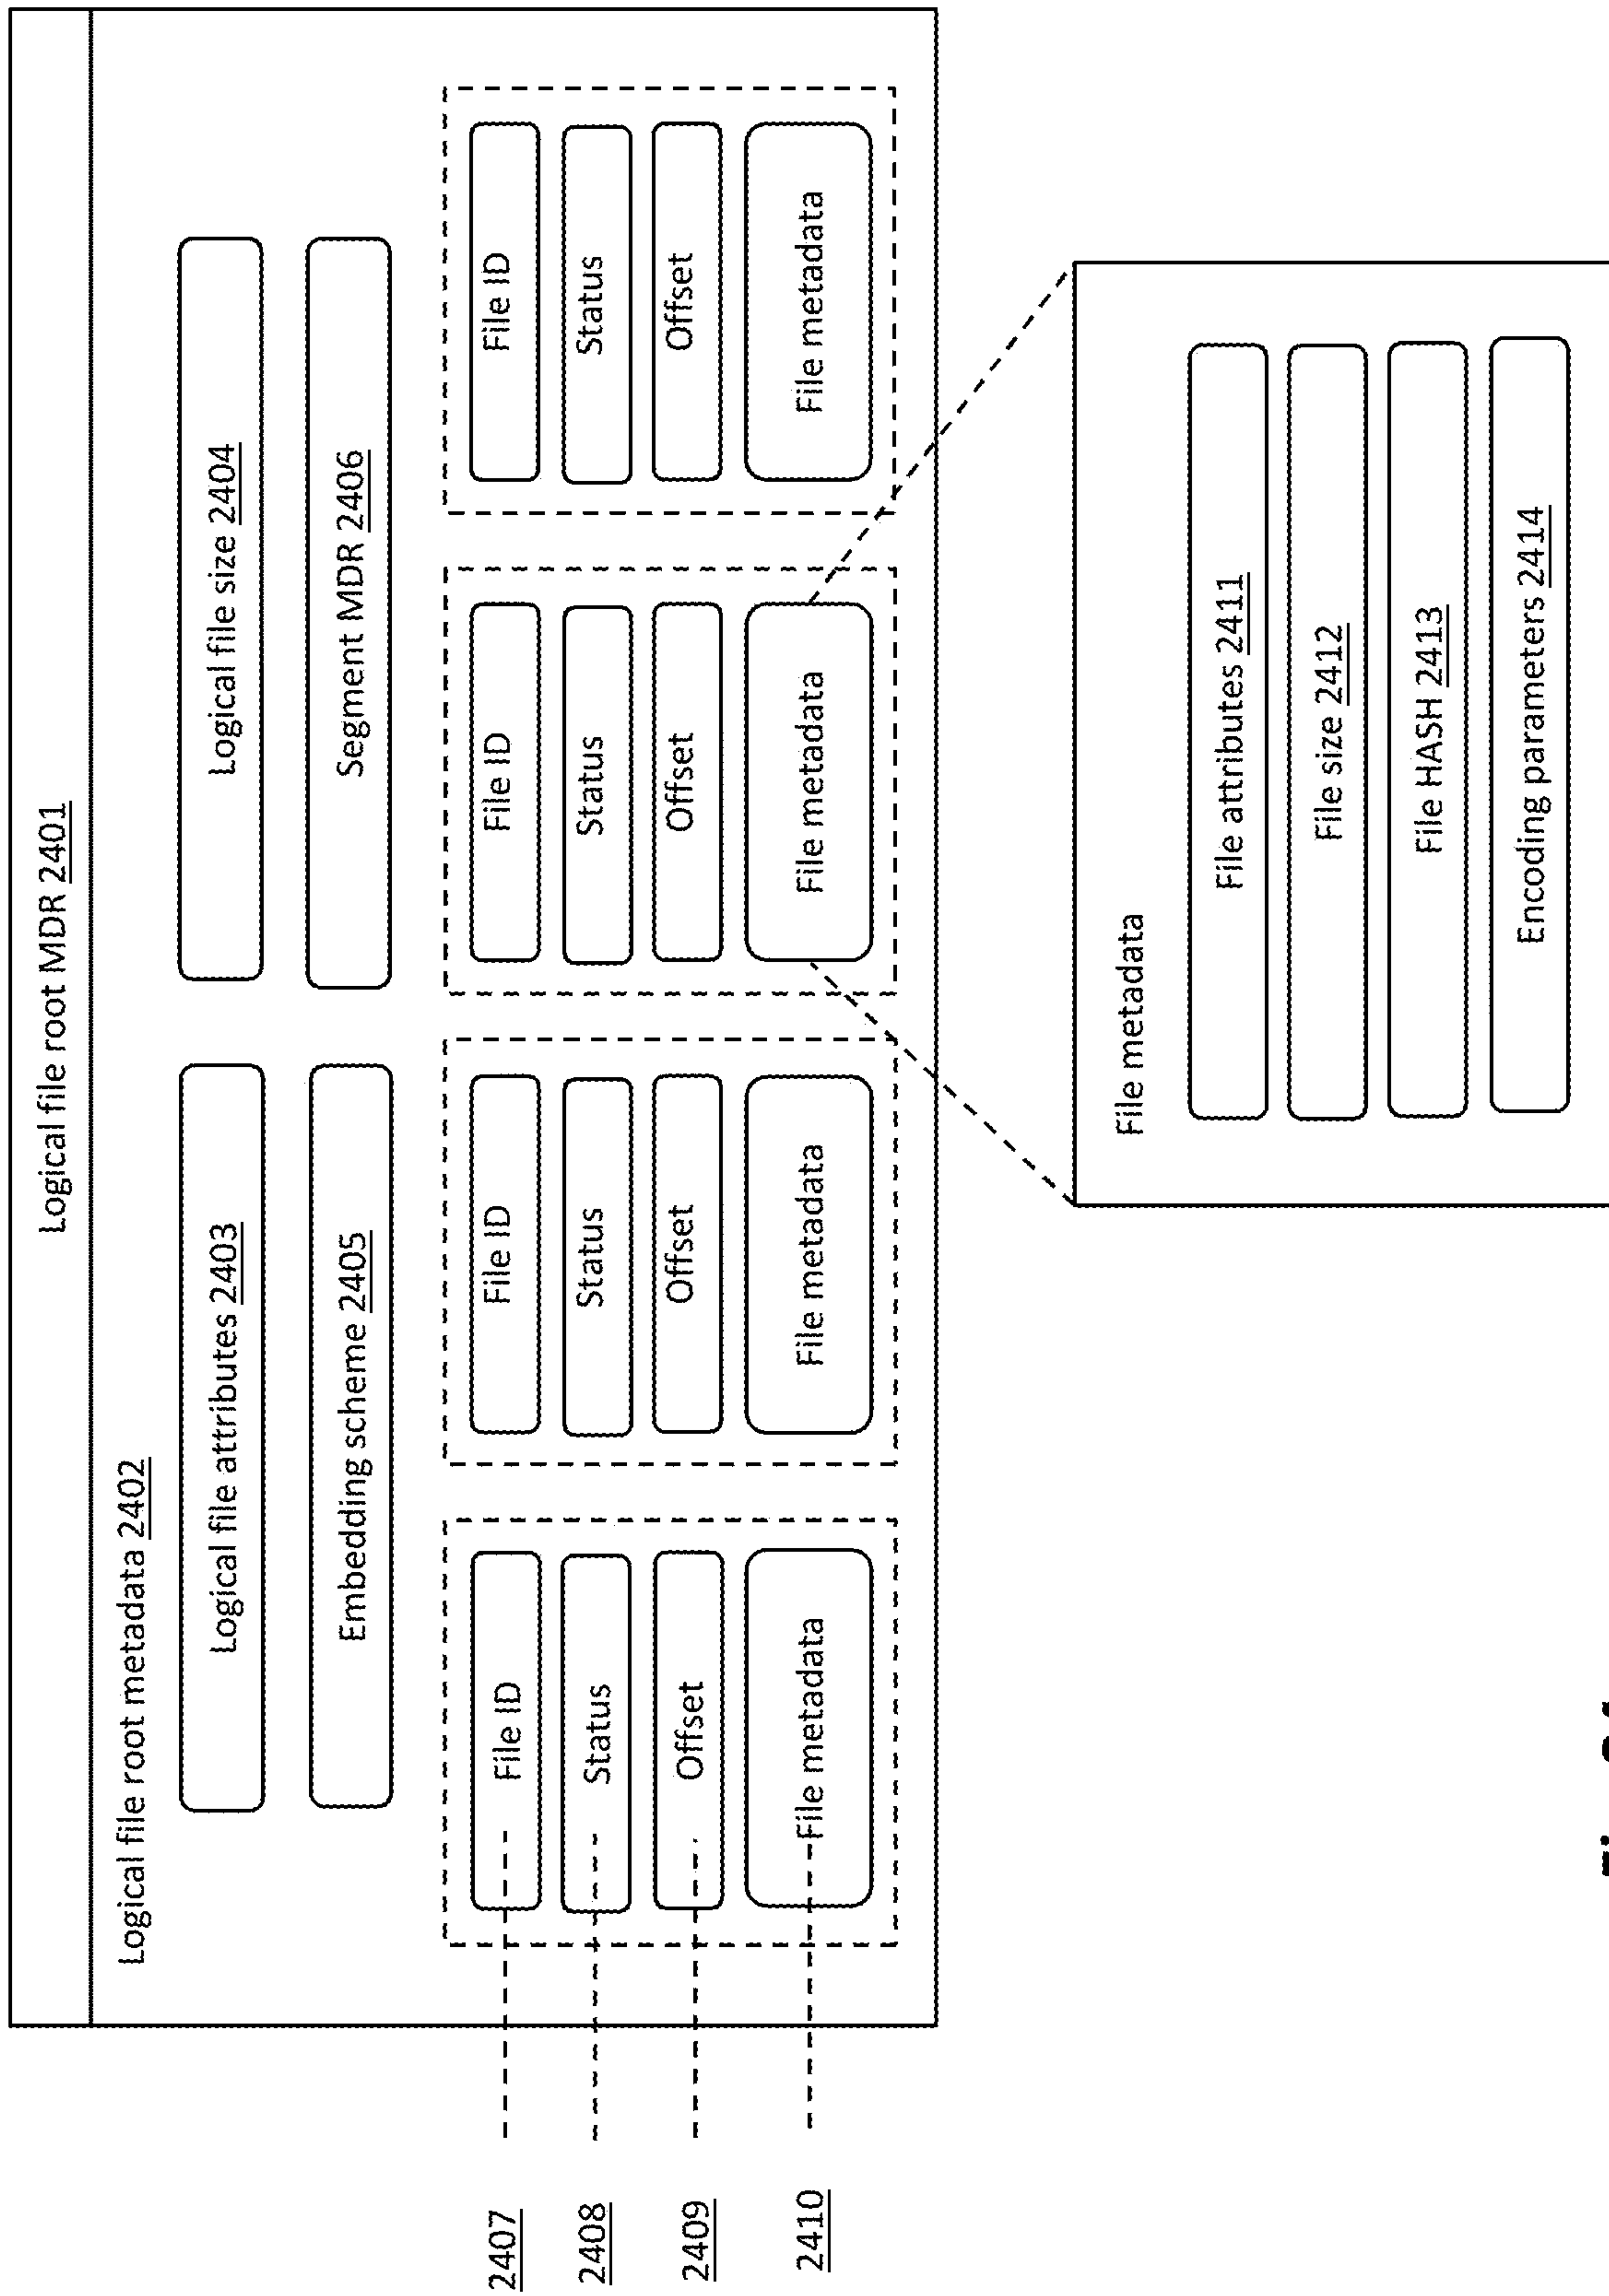 Logical file root MDR 2401
Logical file root metadata 2402
Logical file attributes 2403
Logical file size 2404
Embedding scheme 2405
Segment MDR 2406
2407
File ID
File ID
File ID
File ID
2408
Status
Status
Status
Status
2409
Offset
Offset
Offset
Offset
2410
File metadata
File metadata
File metadata
File metadata
File metadata
File attributes 2411
File size 2412
File HASH 2413
Encoding parameters 2414